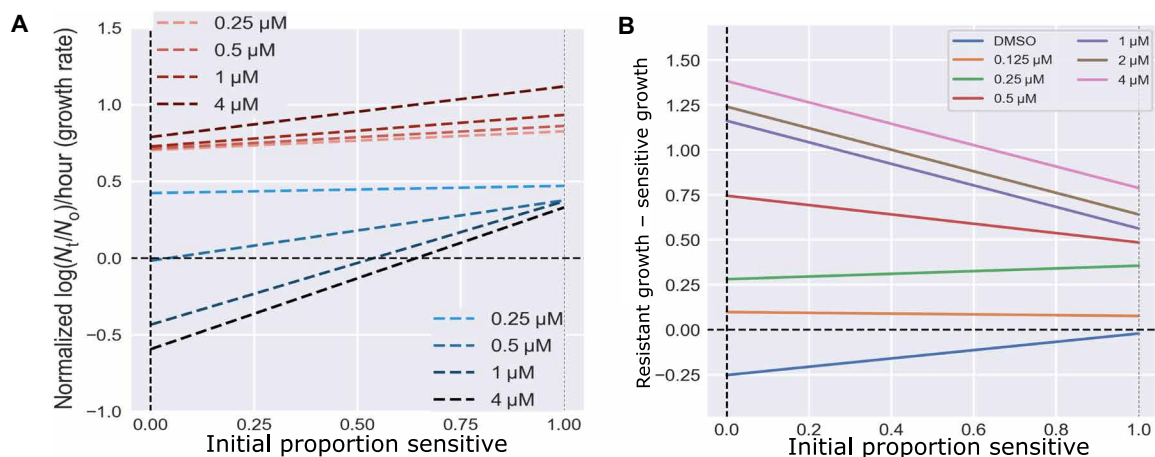 A
Normalized log(Nt/No)/hour (growth rate)
1.5
1.0
0.5
0.0
−0.5
−1.0
0.25 μM
0.5 μM
1 μM
4 μM
0.25 μM
0.5 μM
1 μM
4 μM
0.00 0.25 0.50 0.75 1.00
Initial proportion sensitive
B
Resistant growth − sensitive growth
1.50
1.25
1.00
0.75
0.50
0.25
0.00
−0.25
DMSO
0.125 μM
0.25 μM
0.5 μM
1 μM
2 μM
4 μM
0.0 0.2 0.4 0.6 0.8 1.0
Initial proportion sensitive